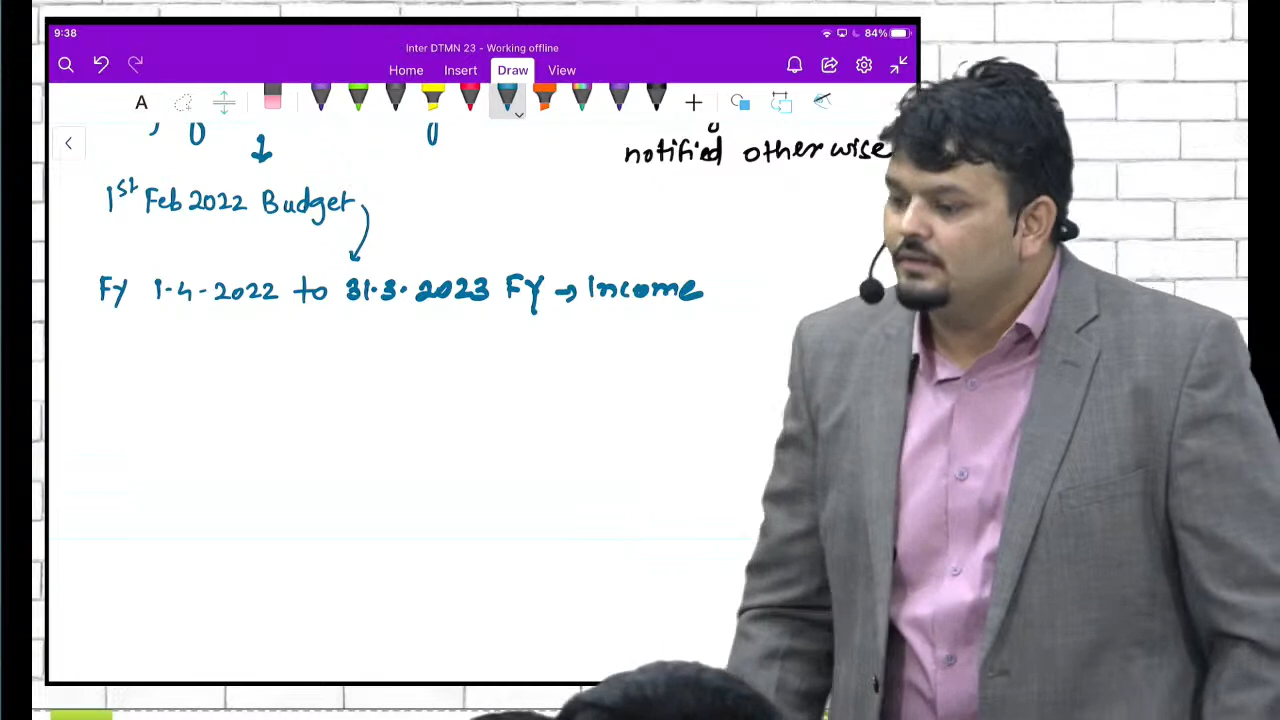 9:38
84%
Inter DTMN 23 - Working offline
Home Insert Draw View
A
notified otherwise
1st Feb 2022 Budget
FY 1.4.2022 to 31.3.2023 FY → Income